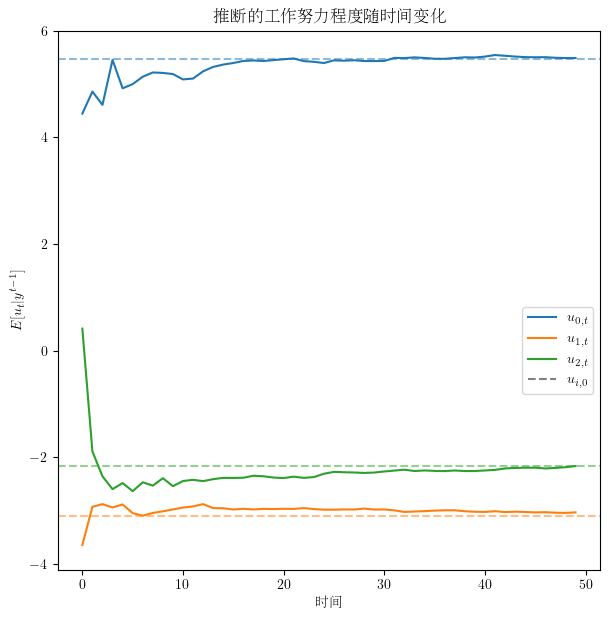 推断的工作努力程度随时间变化
6
4
2
0
−2
−4
E[u_t|y^{t−1}]
u_{0,t}
u_{1,t}
u_{2,t}
u_{i,0}
0 10 20 30 40 50
时间